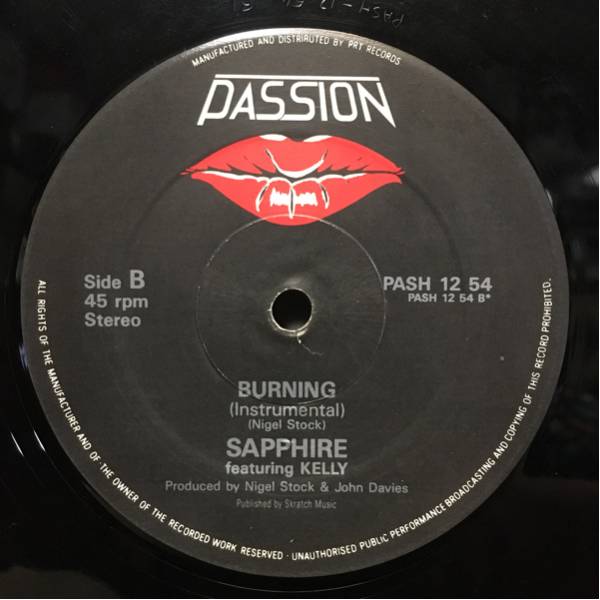 PASH-12 54
MANUFACTURED AND DISTRIBUTED BY PRT RECORDS
PASSION
Side B
45 rpm
Stereo
PASH 12 54
PASH 12 54 B*
BURNING
(Instrumental)
(Nigel Stock)
SAPPHIRE
featuring KELLY
Produced by Nigel Stock & John Davies
Published by Skratch Music
ALL RIGHTS OF THE MANUFACTURER AND OF THE OWNER OF THE RECORDED WORK RESERVED · UNAUTHORISED PUBLIC PERFORMANCE BROADCASTING AND COPYING OF THIS RECORD PROHIBITED.